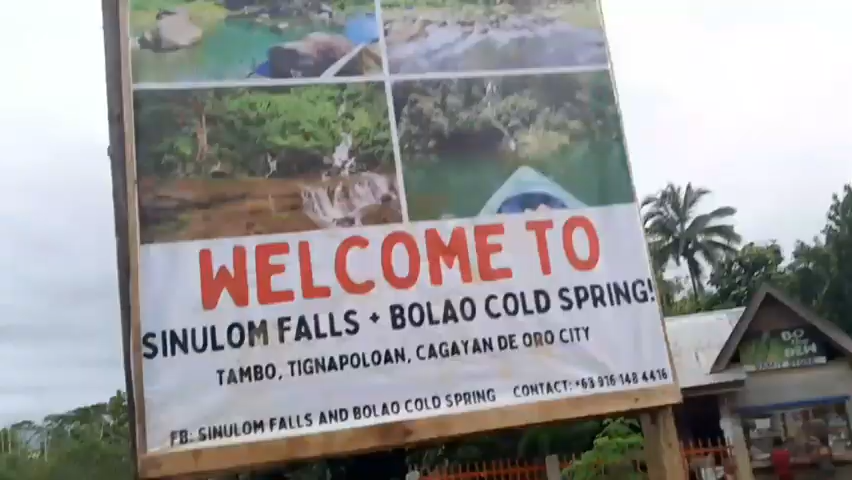 WELCOME TO
SINULOM FALLS + BOLAO COLD SPRING!
TAMBO, TIGNAPOLOAN, CAGAYAN DE ORO CITY
FB: SINULOM FALLS AND BOLAO COLD SPRING CONTACT: +63 916 148 4416